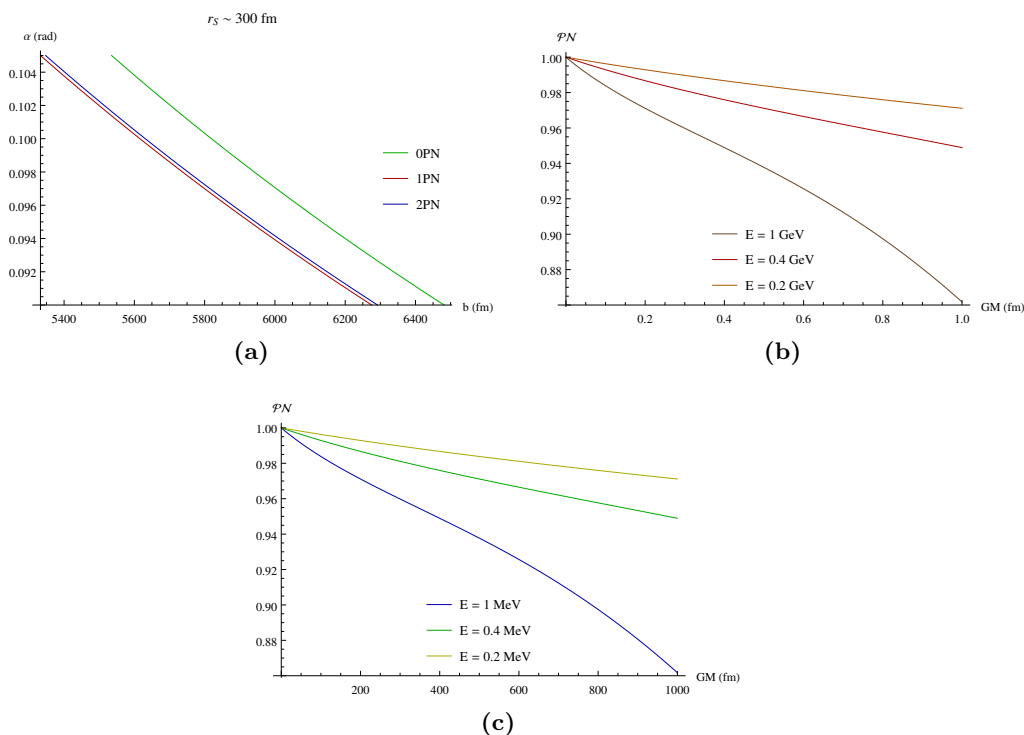 r_S ~ 300 fm
α (rad)
0.104
0.102
0.100
0.098
0.096
0.094
0.092
0PN
1PN
2PN
5400 5600 5800 6000 6200 6400
b (fm)
(a)
𝒫𝒩
1.00
0.98
0.96
0.94
0.92
0.90
0.88
E = 1 GeV
E = 0.4 GeV
E = 0.2 GeV
0.2 0.4 0.6 0.8 1.0
GM (fm)
(b)
𝒫𝒩
1.00
0.98
0.96
0.94
0.92
0.90
0.88
E = 1 MeV
E = 0.4 MeV
E = 0.2 MeV
200 400 600 800 1000
GM (fm)
(c)